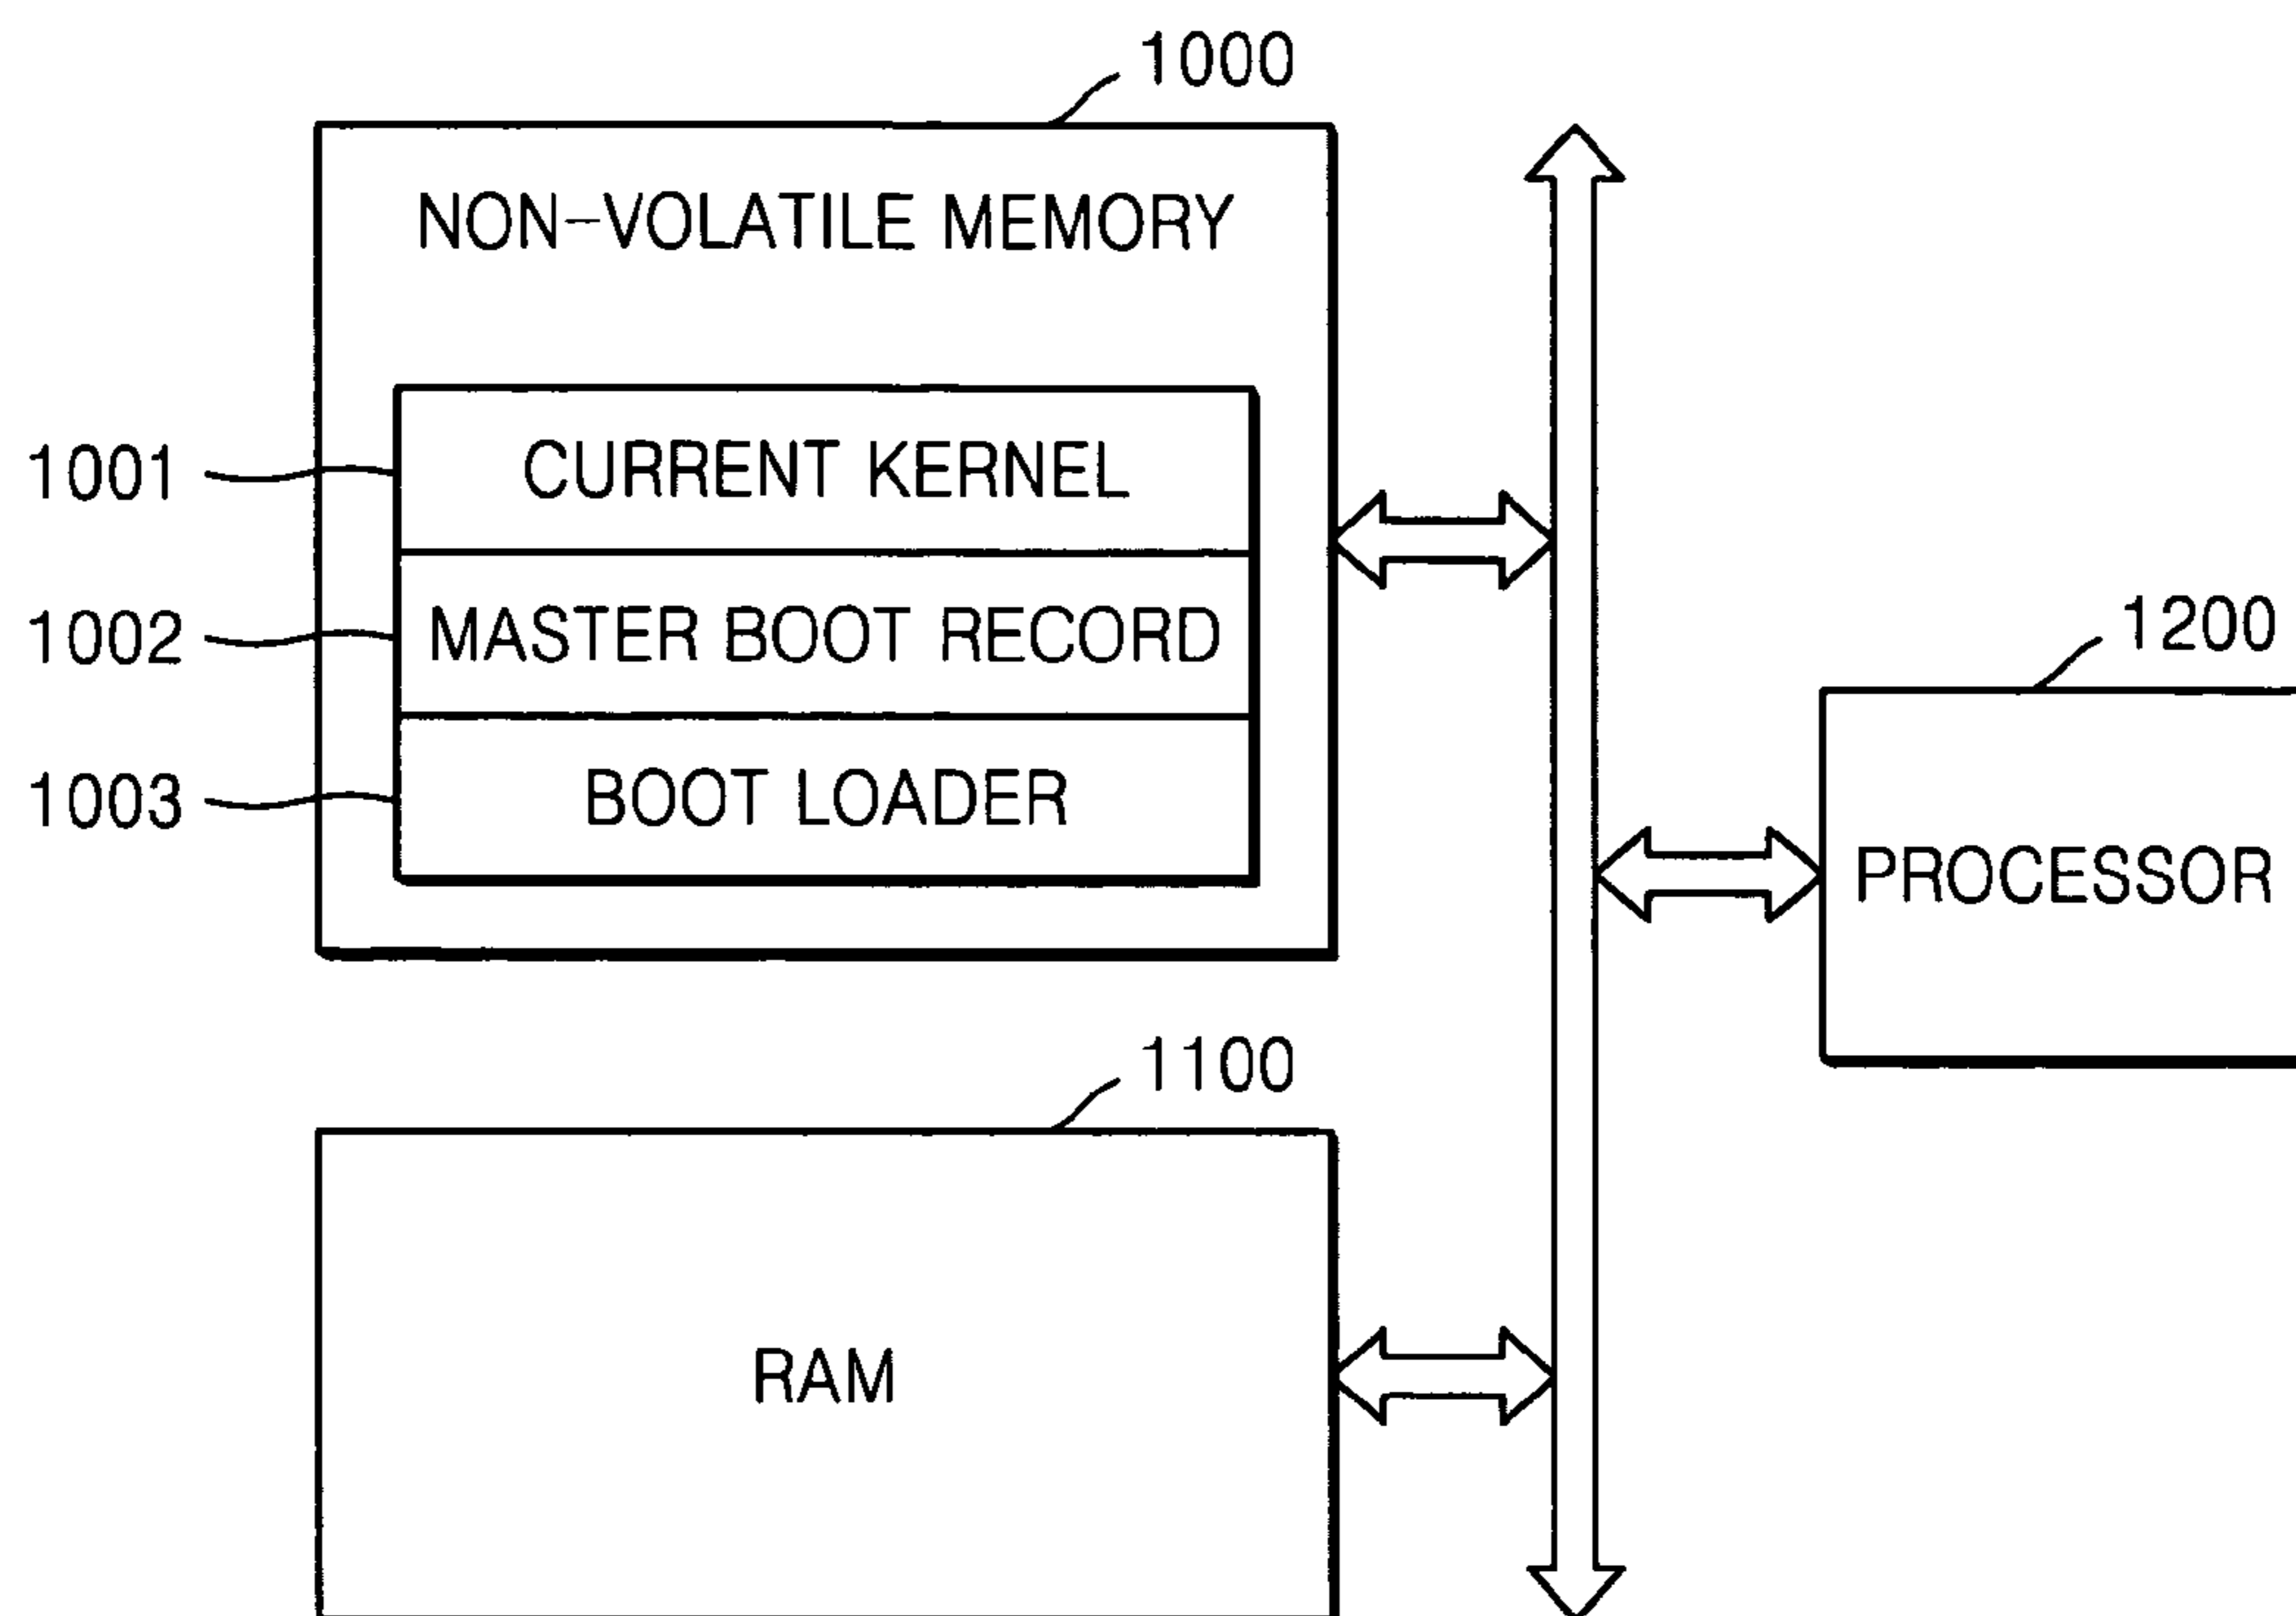 1000
NON-VOLATILE MEMORY
1001
CURRENT KERNEL
1002
MASTER BOOT RECORD
1003
BOOT LOADER
1200
PROCESSOR
1100
RAM